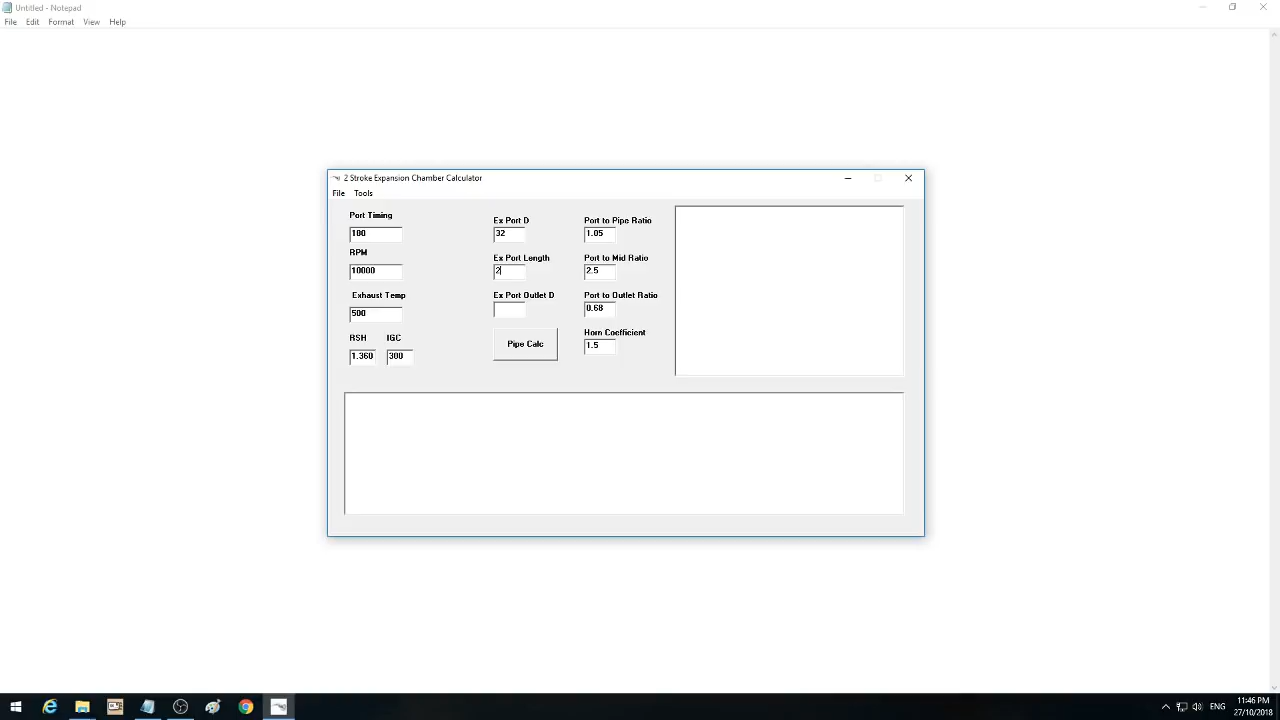 Untitled - Notepad
File Edit Format View Help
2 Stroke Expansion Chamber Calculator
File Tools
Port Timing
180
RPM
10000
Exhaust Temp
500
RSH IGC
1.360 300
Ex Port D
32
Ex Port Length
2
Ex Port Outlet D
Pipe Calc
Port to Pipe Ratio
1.05
Port to Mid Ratio
2.5
Port to Outlet Ratio
0.68
Horn Coefficient
1.5
ENG
11:46 PM
27/10/2018